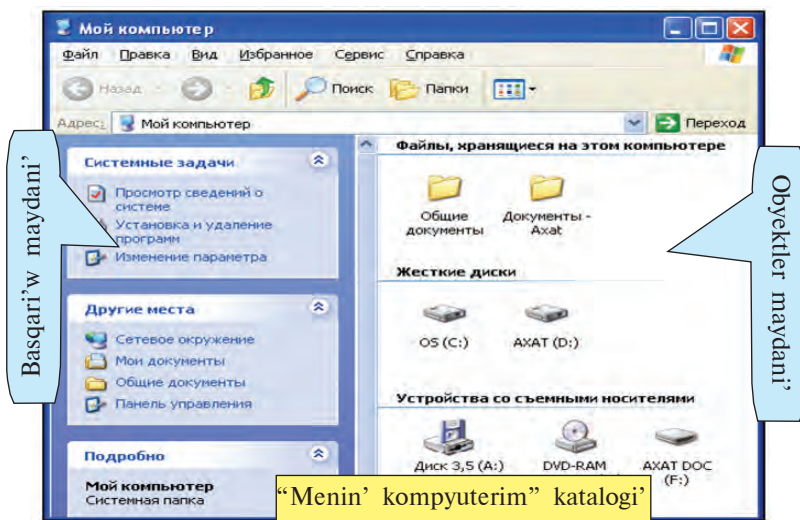 Мой компьютер
Файл Правка Вид Избранное Сервис Справка
Назад Поиск Папки
Адрес: Мой компьютер Переход
Basqari’w maydani’
Системные задачи
Просмотр сведений о
системе
Установка и удаление
программ
Изменение параметра
Другие места
Сетевое окружение
Мои документы
Общие документы
Панель управления
Подробно
Мой компьютер
Системная папка
Файлы, хранящиеся на этом компьютере
Общие
документы
Документы -
Axat
Жесткие диски
OS (C:) AXAT (D:)
Устройства со съемными носителями
Диск 3,5 (A:) DVD-RAM AXAT DOC
(F:)
Obyektler maydani’
“Menin’ kompyuterim” katalogi’